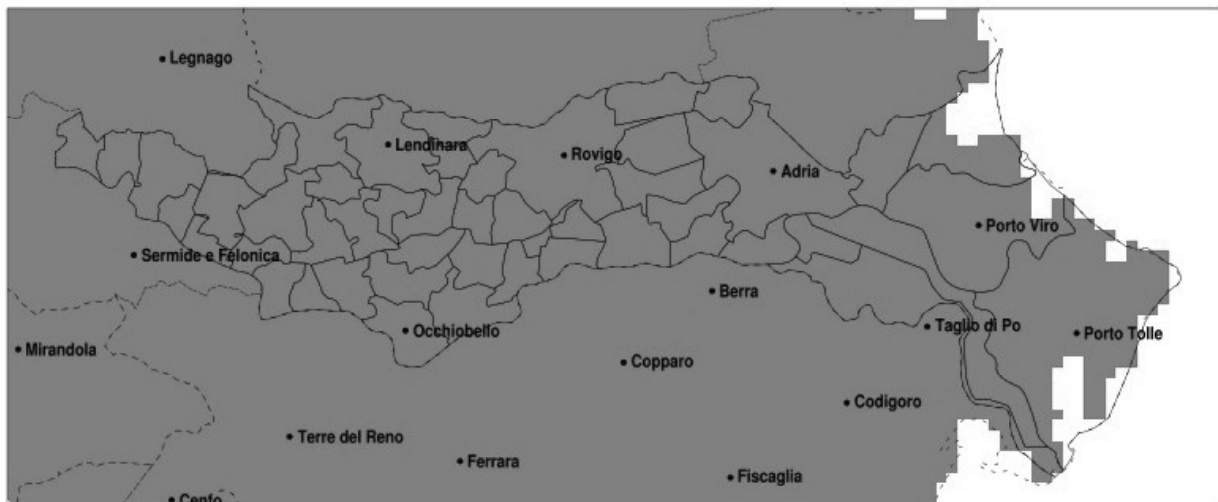 Legnago
Lendinara
Rovigo
Adria
Porto Viro
Sermide e Felonica
Berra
Taglio di Po
Occhiobello
Porto Tolle
Mirandola
Copparo
Codigoro
Terre del Reno
Ferrara
Fiscaglia
Cento